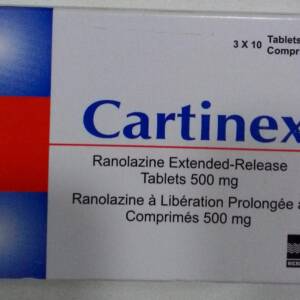 3 X 10 Tablets
Compr
Cartinex
Ranolazine Extended-Release
Tablets 500 mg
Ranolazine à Libération Prolongée
Comprimés 500 mg